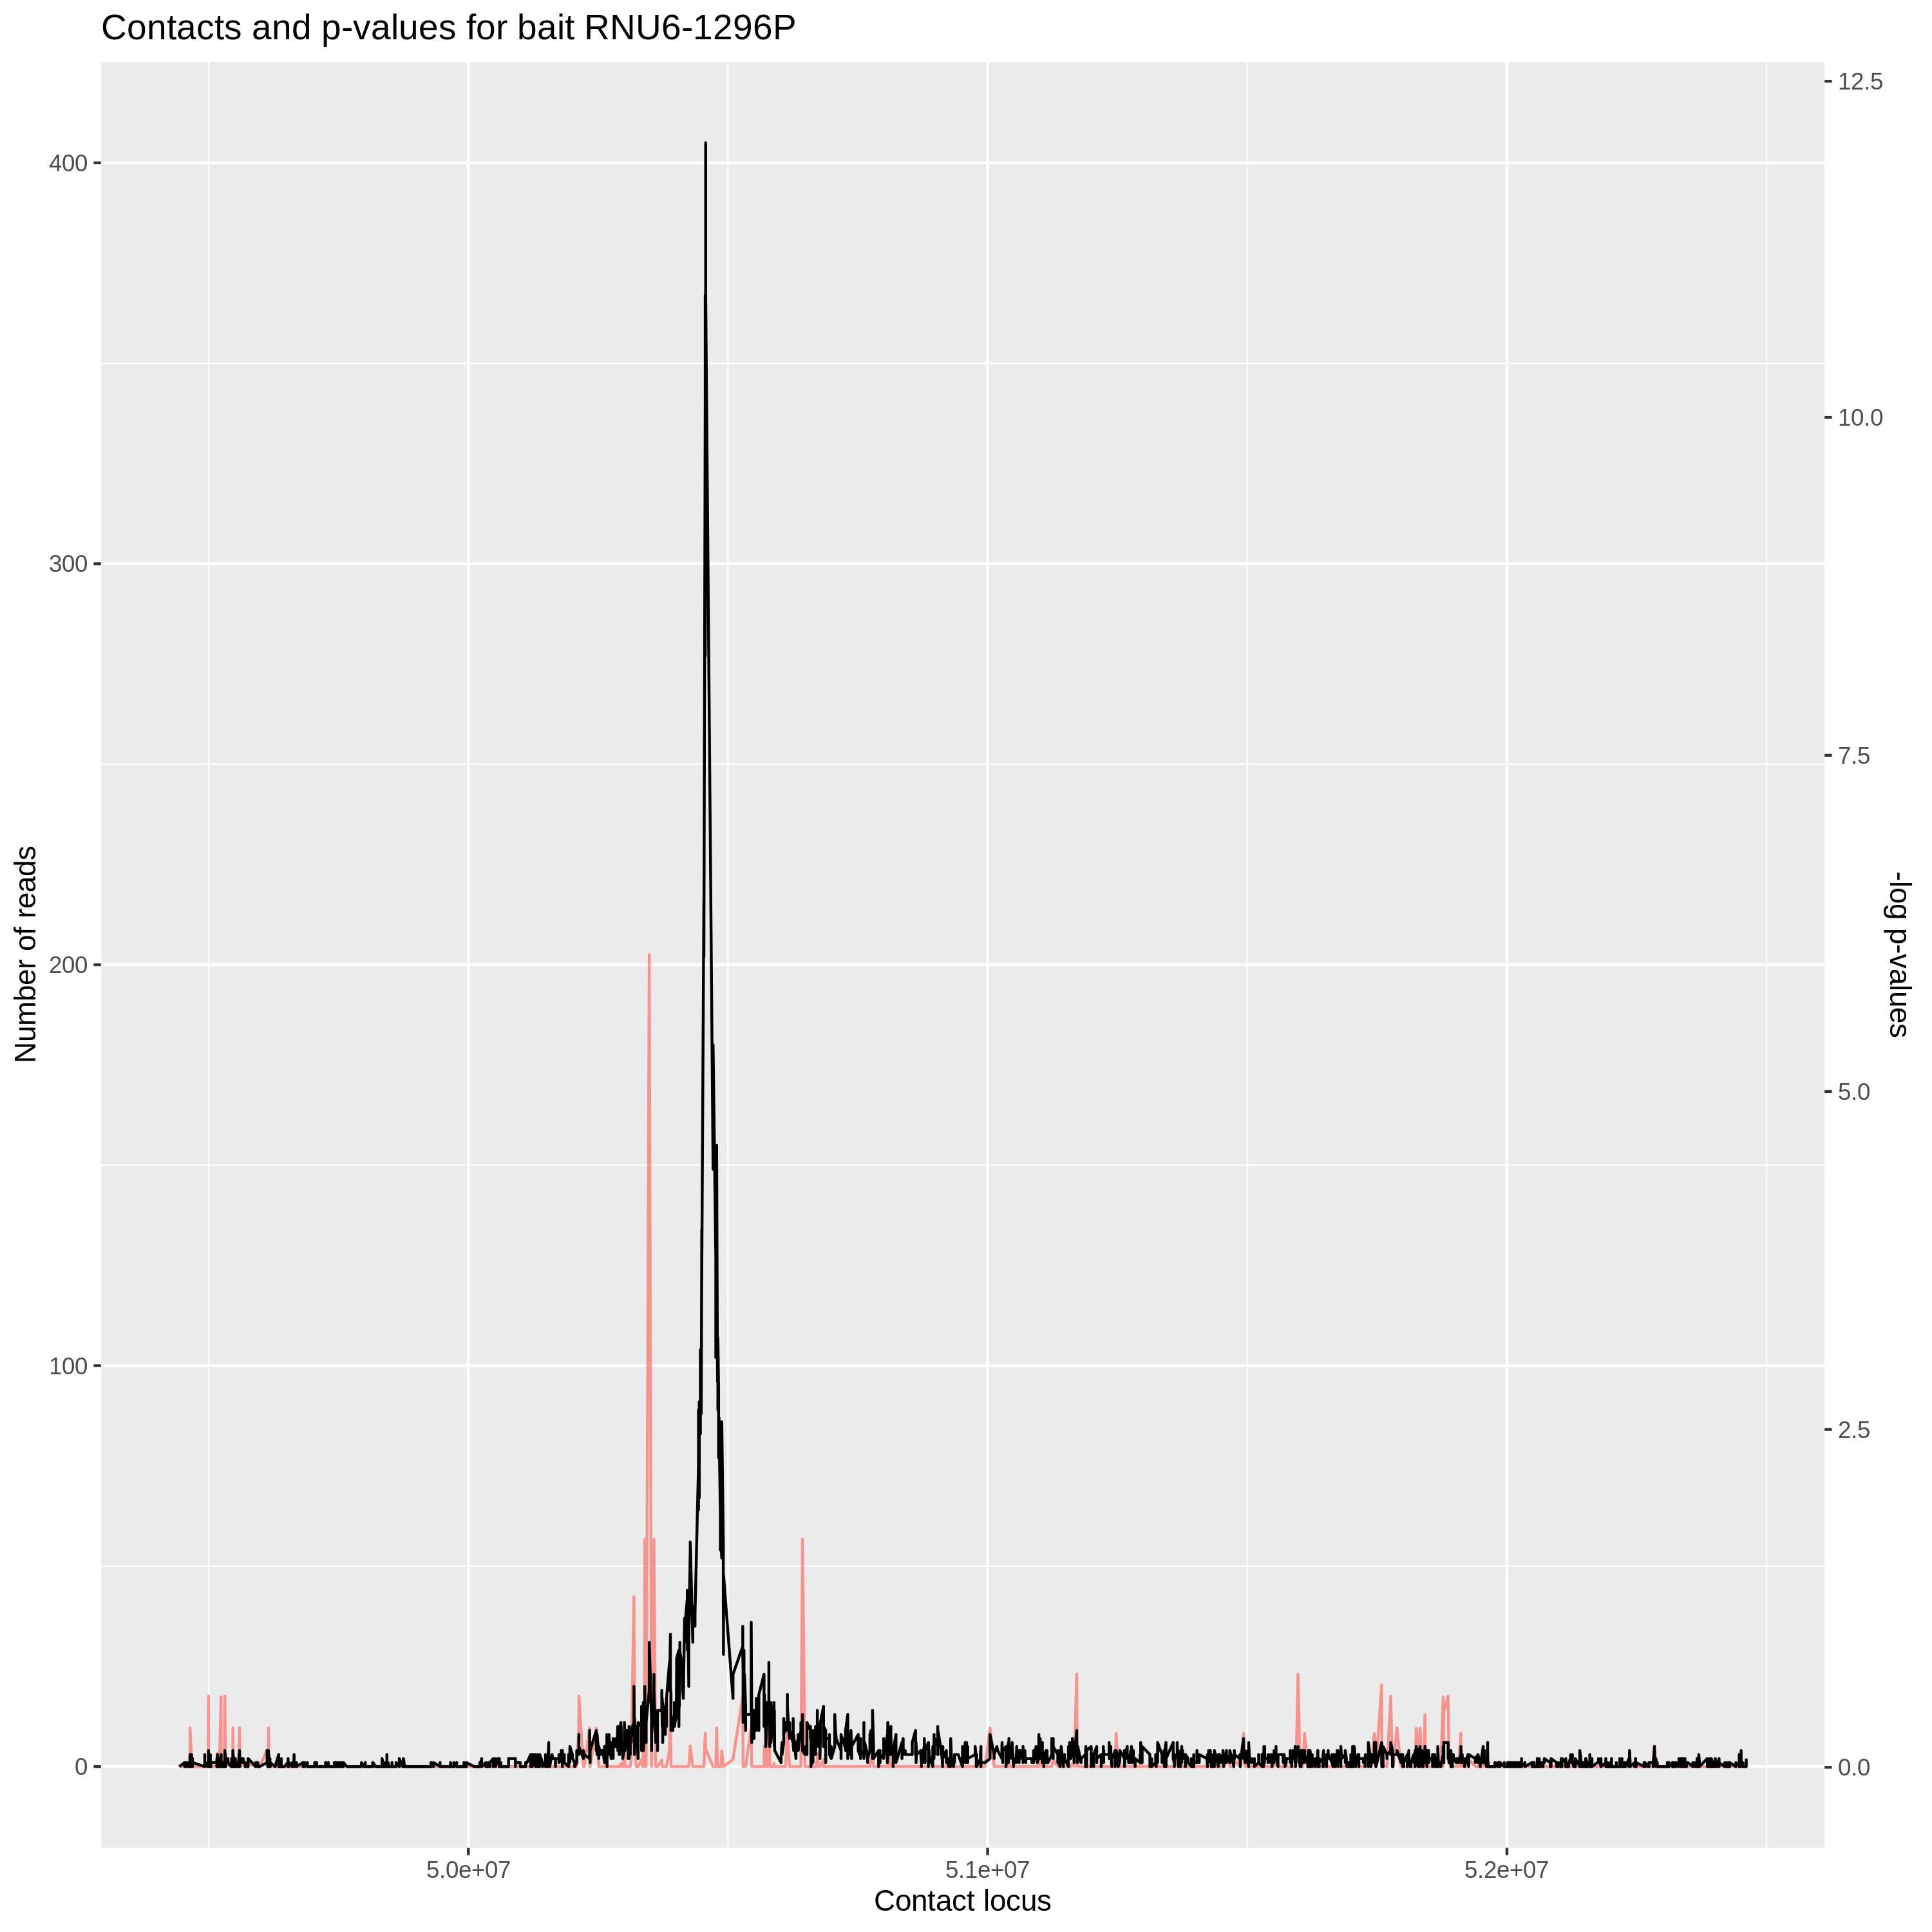 Contacts and p-values for bait RNU6-1296P
400
300
200
100
0
Number of reads
12.5
10.0
7.5
5.0
2.5
0.0
-log p-values
5.0e+07
5.1e+07
5.2e+07
Contact locus